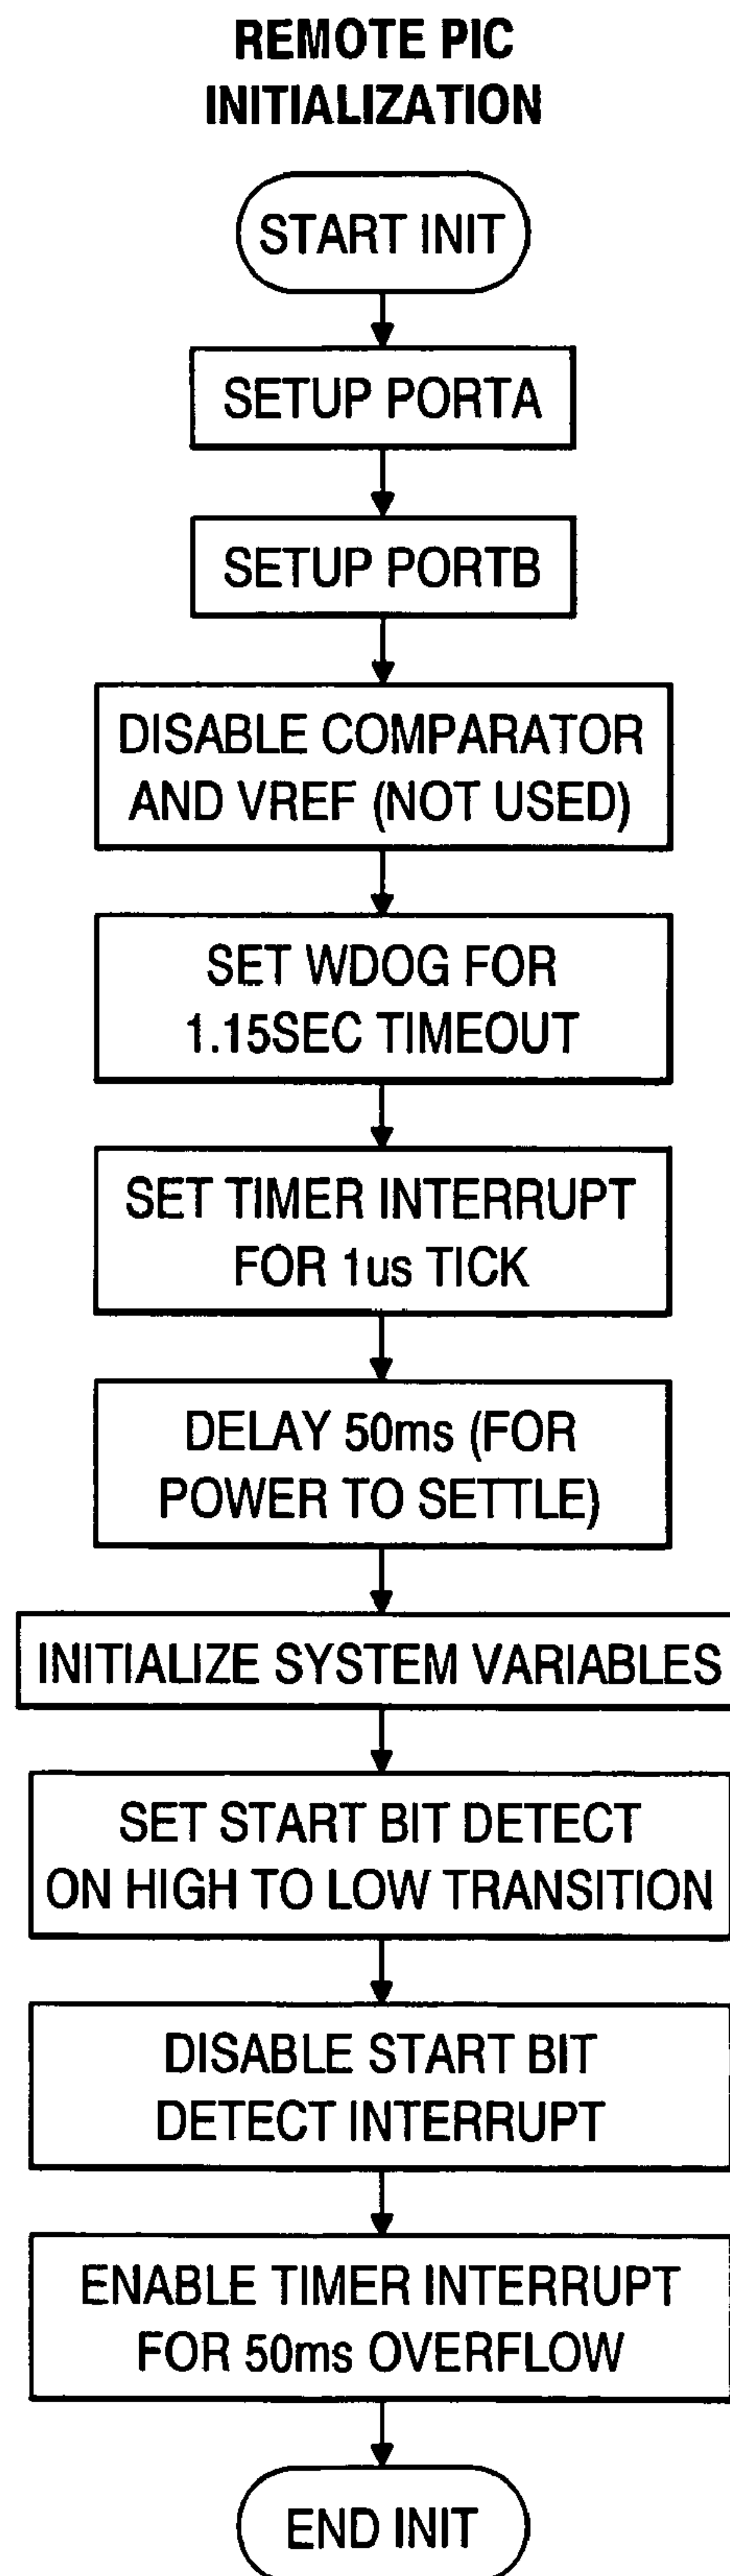 REMOTE PIC
INITIALIZATION
START INIT
SETUP PORTA
SETUP PORTB
DISABLE COMPARATOR
AND VREF (NOT USED)
SET WDOG FOR
1.15SEC TIMEOUT
SET TIMER INTERRUPT
FOR 1us TICK
DELAY 50ms (FOR
POWER TO SETTLE)
INITIALIZE SYSTEM VARIABLES
SET START BIT DETECT
ON HIGH TO LOW TRANSITION
DISABLE START BIT
DETECT INTERRUPT
ENABLE TIMER INTERRUPT
FOR 50ms OVERFLOW
END INIT